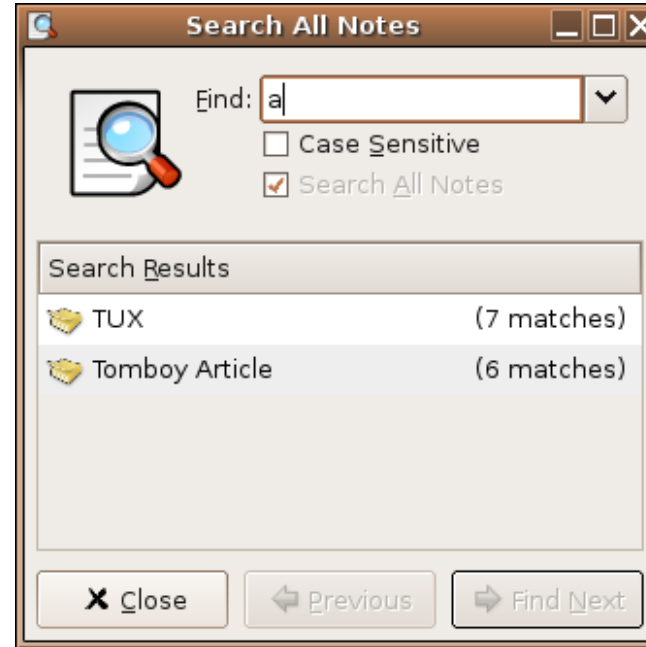 Search All Notes
Find: a
Case Sensitive
Search All Notes
Search Results
TUX (7 matches)
Tomboy Article (6 matches)
Close Previous Find Next